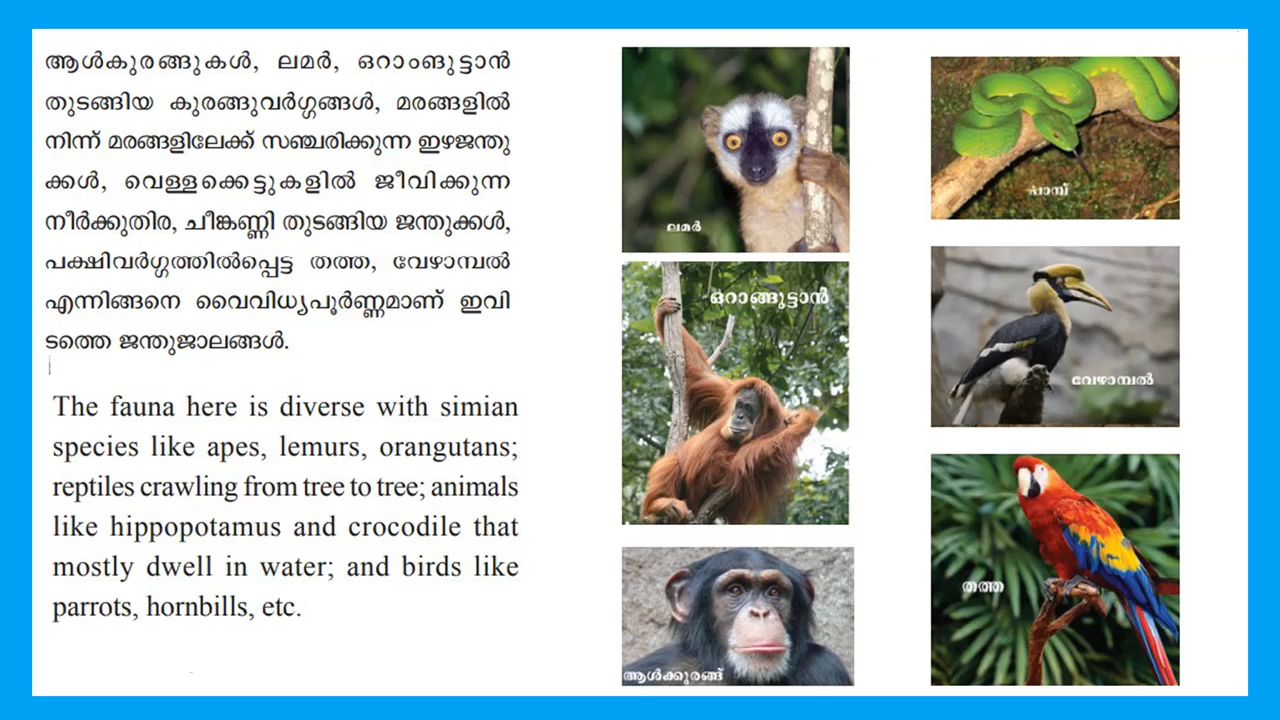 ആൾകുരങ്ങുകൾ, ലമർ, ഒറാംങുട്ടാൻ
തുടങ്ങിയ കുരങ്ങുവർഗ്ഗങ്ങൾ, മരങ്ങളിൽ
നിന്ന് മരങ്ങളിലേക്ക് സഞ്ചരിക്കുന്ന ഇഴജന്തു
ക്കൾ, വെള്ളക്കെട്ടുകളിൽ ജീവിക്കുന്ന
നീർക്കുതിര, ചീങ്കണ്ണി തുടങ്ങിയ ജന്തുക്കൾ,
പക്ഷിവർഗ്ഗത്തിൽപ്പെട്ട തത്ത, വേഴാമ്പൽ
എന്നിങ്ങനെ വൈവിധ്യപൂർണ്ണമാണ് ഇവി
ടത്തെ ജന്തുജാലങ്ങൾ.
The fauna here is diverse with simian
species like apes, lemurs, orangutans;
reptiles crawling from tree to tree; animals
like hippopotamus and crocodile that
mostly dwell in water; and birds like
parrots, hornbills, etc.
ലമർ
ഒറാങ്ങുട്ടാൻ
ആൾക്കുരങ്ങ്
പാമ്പ്
വേഴാമ്പൽ
തത്ത